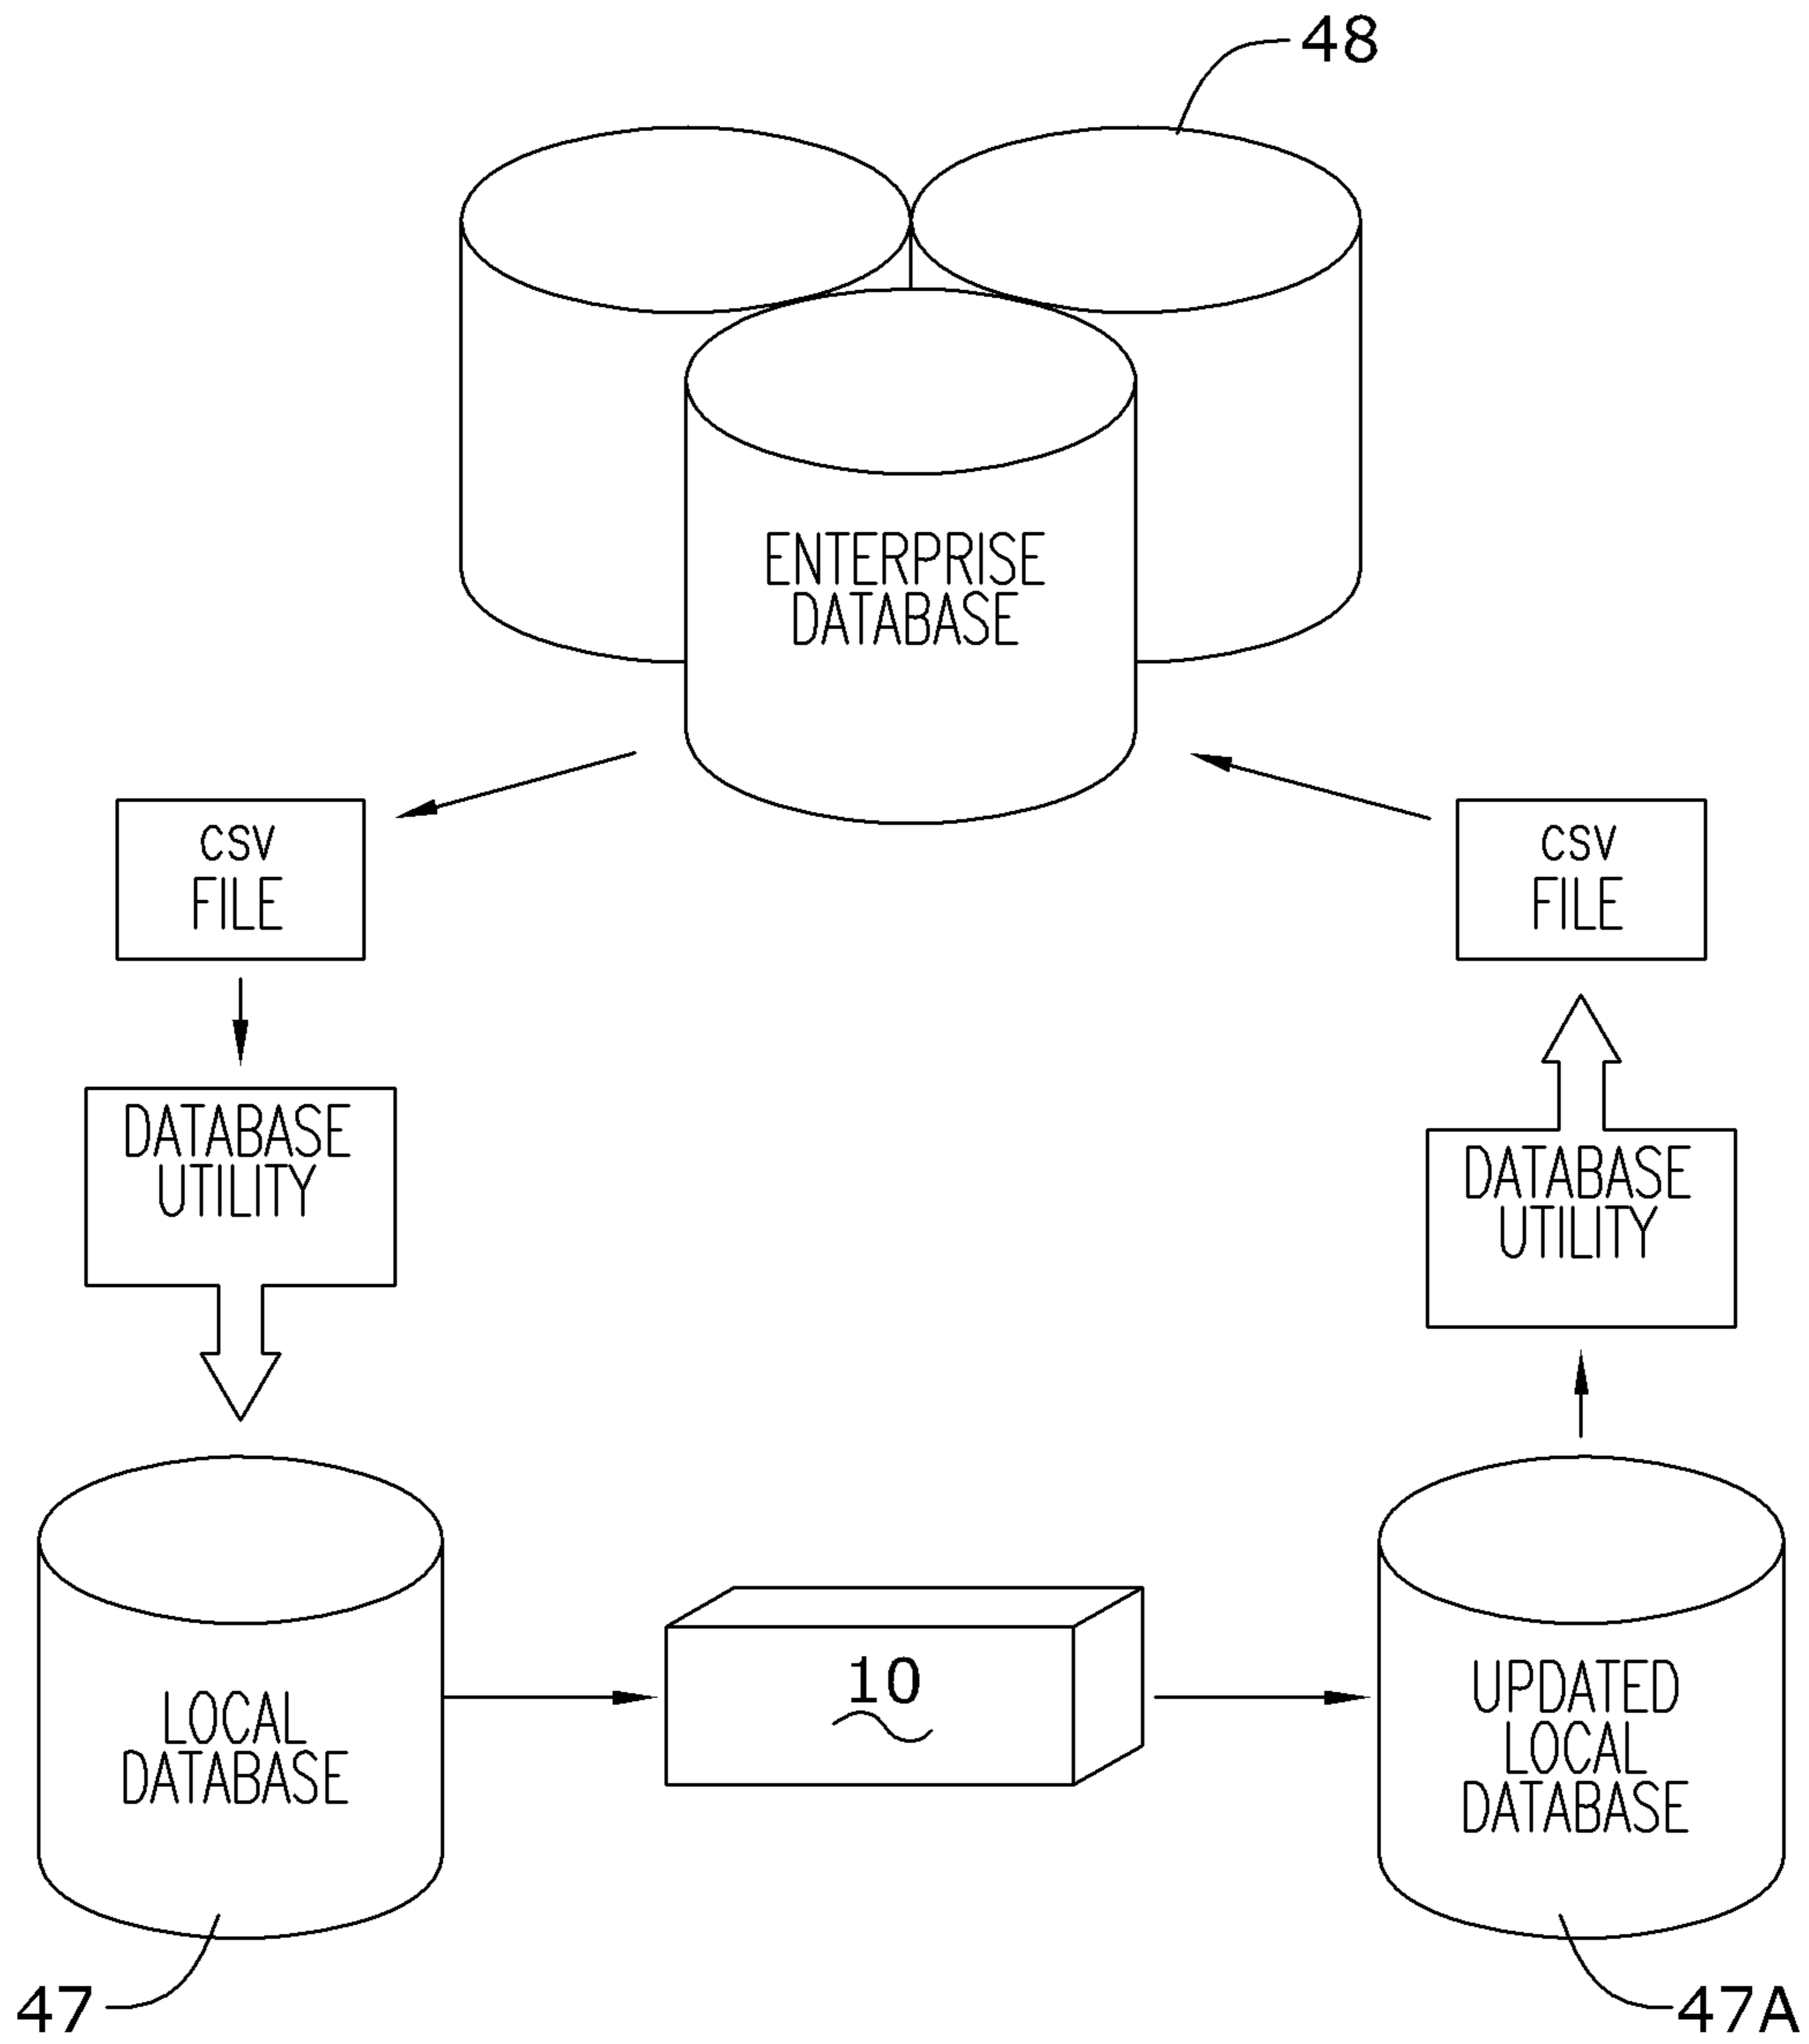 48
ENTERPRISE
DATABASE
CSV
FILE
CSV
FILE
DATABASE
UTILITY
DATABASE
UTILITY
LOCAL
DATABASE
10
UPDATED
LOCAL
DATABASE
47
47A